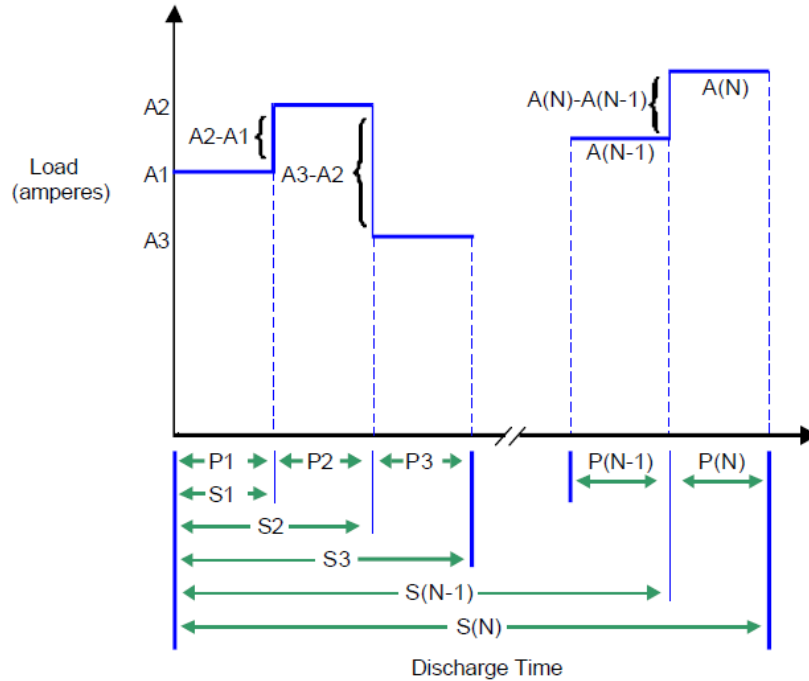 A(N)-A(N-1)
A(N)
A2
A2-A1
A(N-1)
Load
(amperes)
A1
A3-A2
A3
P1
P2
P3
P(N-1)
P(N)
S1
S2
S3
S(N-1)
S(N)
Discharge Time